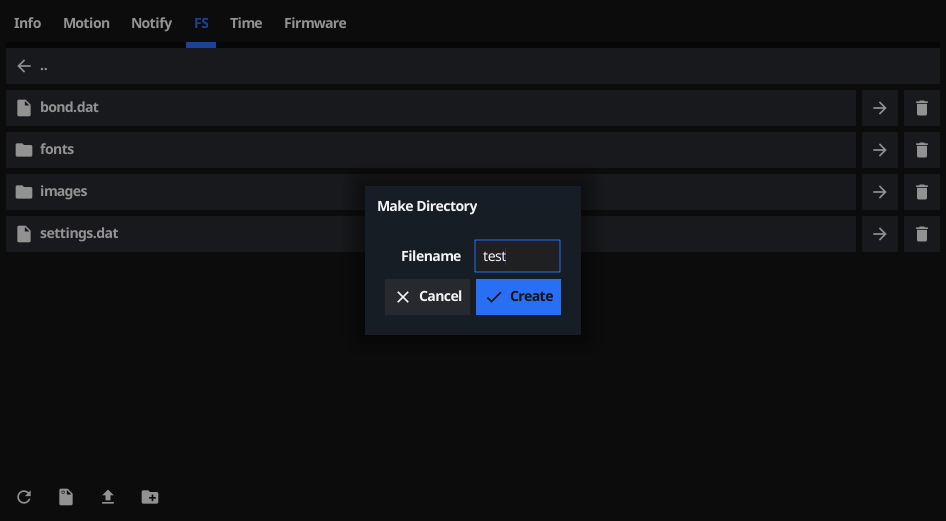 Info Motion Notify FS Time Firmware
..
bond.dat
fonts
images
settings.dat
Make Directory
Filename test
Cancel Create